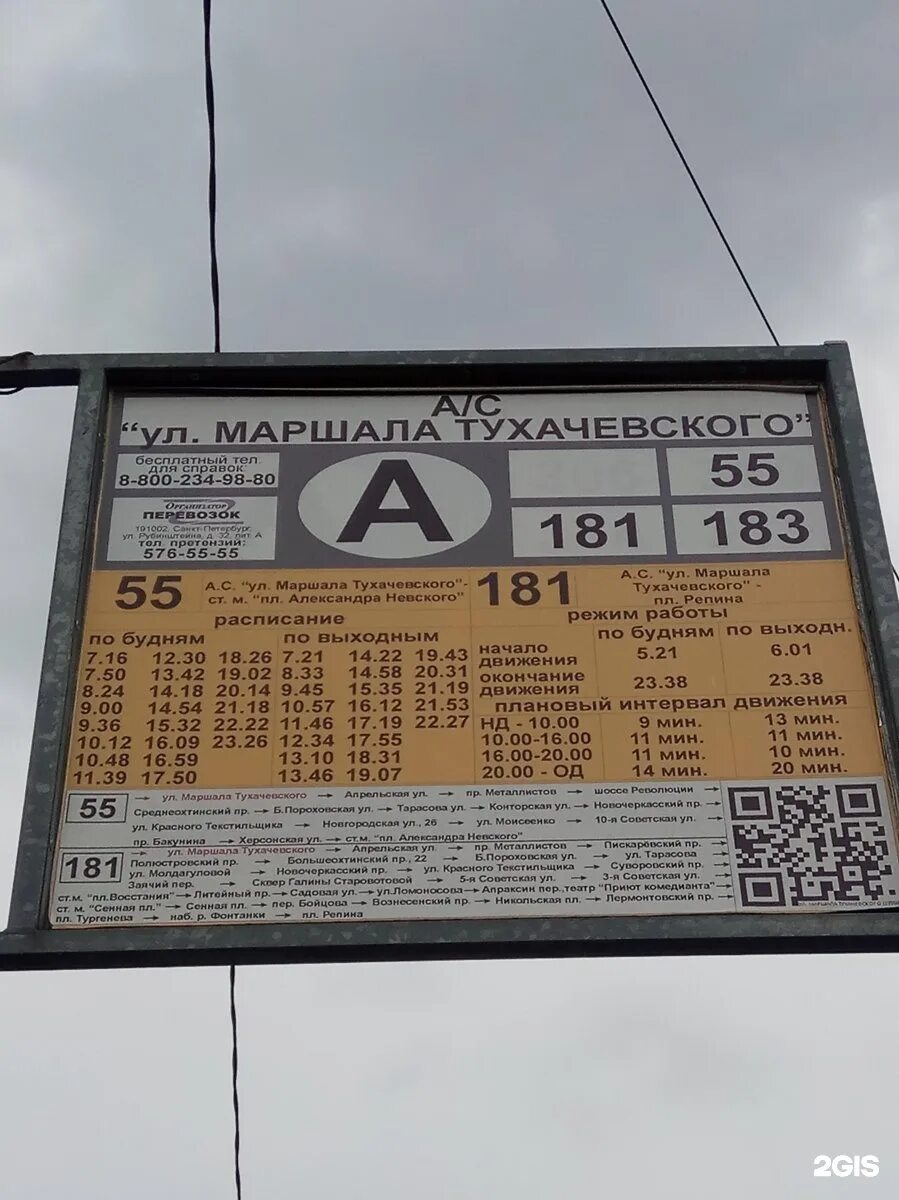 А/С
“ул. МАРШАЛА ТУХАЧЕВСКОГО”
бесплатный тел.
для справок:
8-800-234-98-80
Организатор
ПЕРЕВОЗОК
191002, Санкт-Петербург,
ул. Рубинштейна, д. 32, лит. А
тел. претензий:
576-55-55
А
55
181 183
55 А.С. “ул. Маршала Тухачевского”-
ст. м. “пл. Александра Невского”
расписание
по будням по выходным
7.16 12.30 18.26 7.21 14.22 19.43
7.50 13.42 19.02 8.33 14.58 20.31
8.24 14.18 20.14 9.45 15.35 21.19
9.00 14.54 21.18 10.57 16.12 21.53
9.36 15.32 22.22 11.46 17.19 22.27
10.12 16.09 23.26 12.34 17.55
10.48 16.59 13.10 18.31
11.39 17.50 13.46 19.07
181 А.С. “ул. Маршала
Тухачевского” -
пл. Репина
режим работы
по будням по выходн.
начало
движения 5.21 6.01
окончание
движения 23.38 23.38
плановый интервал движения
НД - 10.00 9 мин. 13 мин.
10.00-16.00 11 мин. 11 мин.
16.00-20.00 11 мин. 10 мин.
20.00 - ОД 14 мин. 20 мин.
55 → ул. Маршала Тухачевского → Апрельская ул. → пр. Металлистов → шоссе Революции →
Среднеохтинский пр. → Б.Пороховская ул. → Тарасова ул. → Конторская ул. → Новочеркасский пр. →
ул. Красного Текстильщика → Новгородская ул., 26 → ул. Моисеенко → 10-я Советская ул. →
пр. Бакунина → Херсонская ул. → ст.м. “пл. Александра Невского”
181 → ул. Маршала Тухачевского → Апрельская ул. → пр. Металлистов → Пискарёвский пр. →
Полюстровский пр. → Большеохтинский пр., 22 → Б.Пороховская ул. → ул. Тарасова →
ул. Молдагуловой → Новочеркасский пр. → ул. Красного Текстильщика → Суворовский пр. →
Заячий пер. → Сквер Галины Старовотовой → 5-я Советская ул. → 3-я Советская ул. →
ст.м. “пл.Восстания” → Литейный пр. → Садовая ул. → ул.Ломоносова → Апраксин пер.,театр “Приют комедианта” →
ст. м. “Сенная пл.” → Сенная пл. → пер. Бойцова → Вознесенский пр. → Никольская пл. → Лермонтовский пр. →
пл. Тургенева → наб. р. Фонтанки → пл. Репина
2GIS